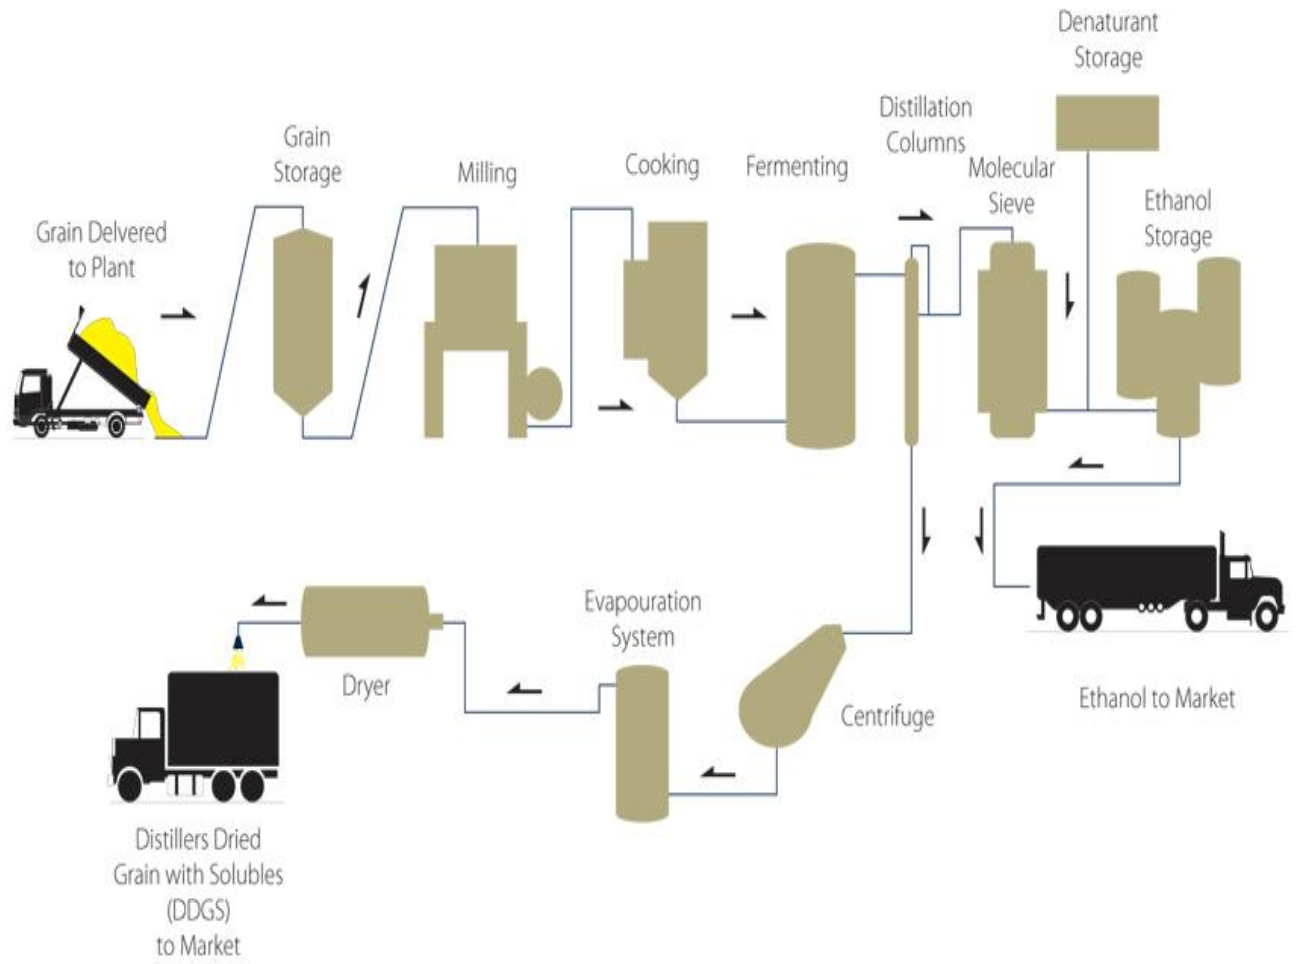 Denaturant
Storage
Distillation
Columns
Grain
Storage
Milling
Cooking
Fermenting
Molecular
Sieve
Ethanol
Storage
Grain Delvered
to Plant
Evapouration
System
Dryer
Centrifuge
Ethanol to Market
Distillers Dried
Grain with Solubles
(DDGS)
to Market